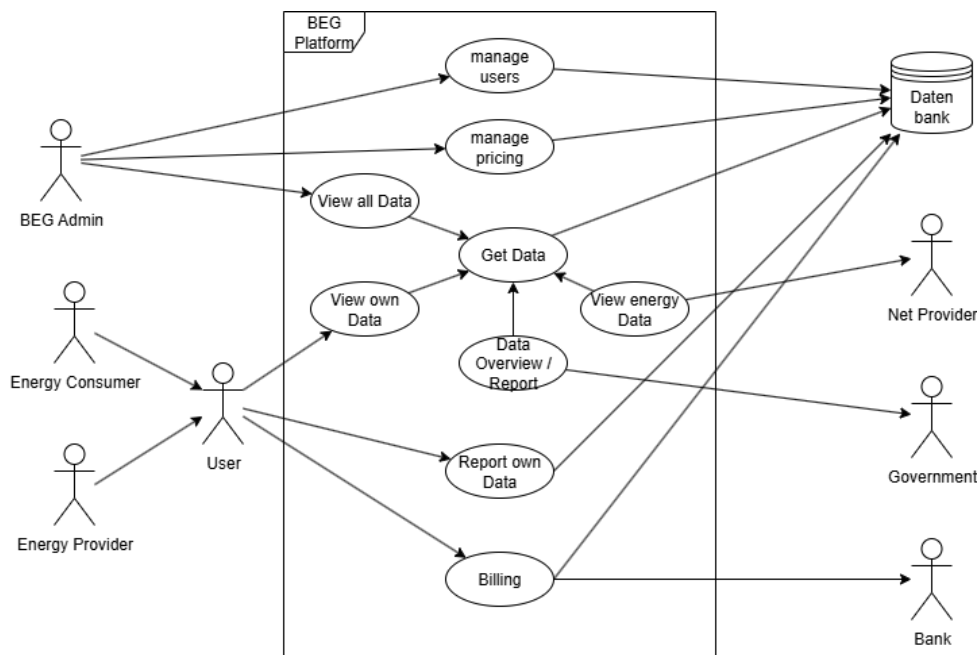 BEG
Platform
manage
users
Daten
bank
manage
pricing
BEG Admin
View all Data
Get Data
View own
Data
View energy
Data
Net Provider
Data
Overview /
Report
Energy Consumer
User
Report own
Data
Government
Energy Provider
Billing
Bank